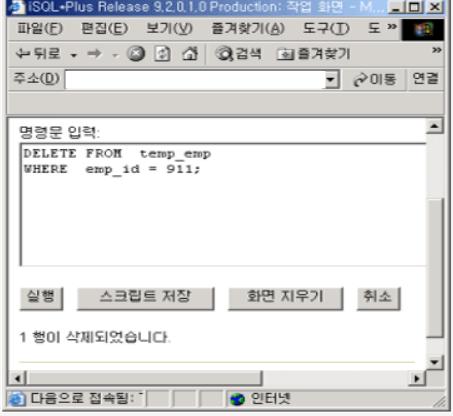 iSQL*Plus Release 9.2.0.1.0 Production: 작업 화면 - M...
파일(F) 편집(E) 보기(V) 즐겨찾기(A) 도구(T) 도 »
뒤로 검색 즐겨찾기 »
주소(D) 이동 연결
명령문 입력:
DELETE FROM temp_emp
WHERE emp_id = 911;
실행 스크립트 저장 화면 지우기 취소
1 행이 삭제되었습니다.
다음으로 접속됨: 인터넷